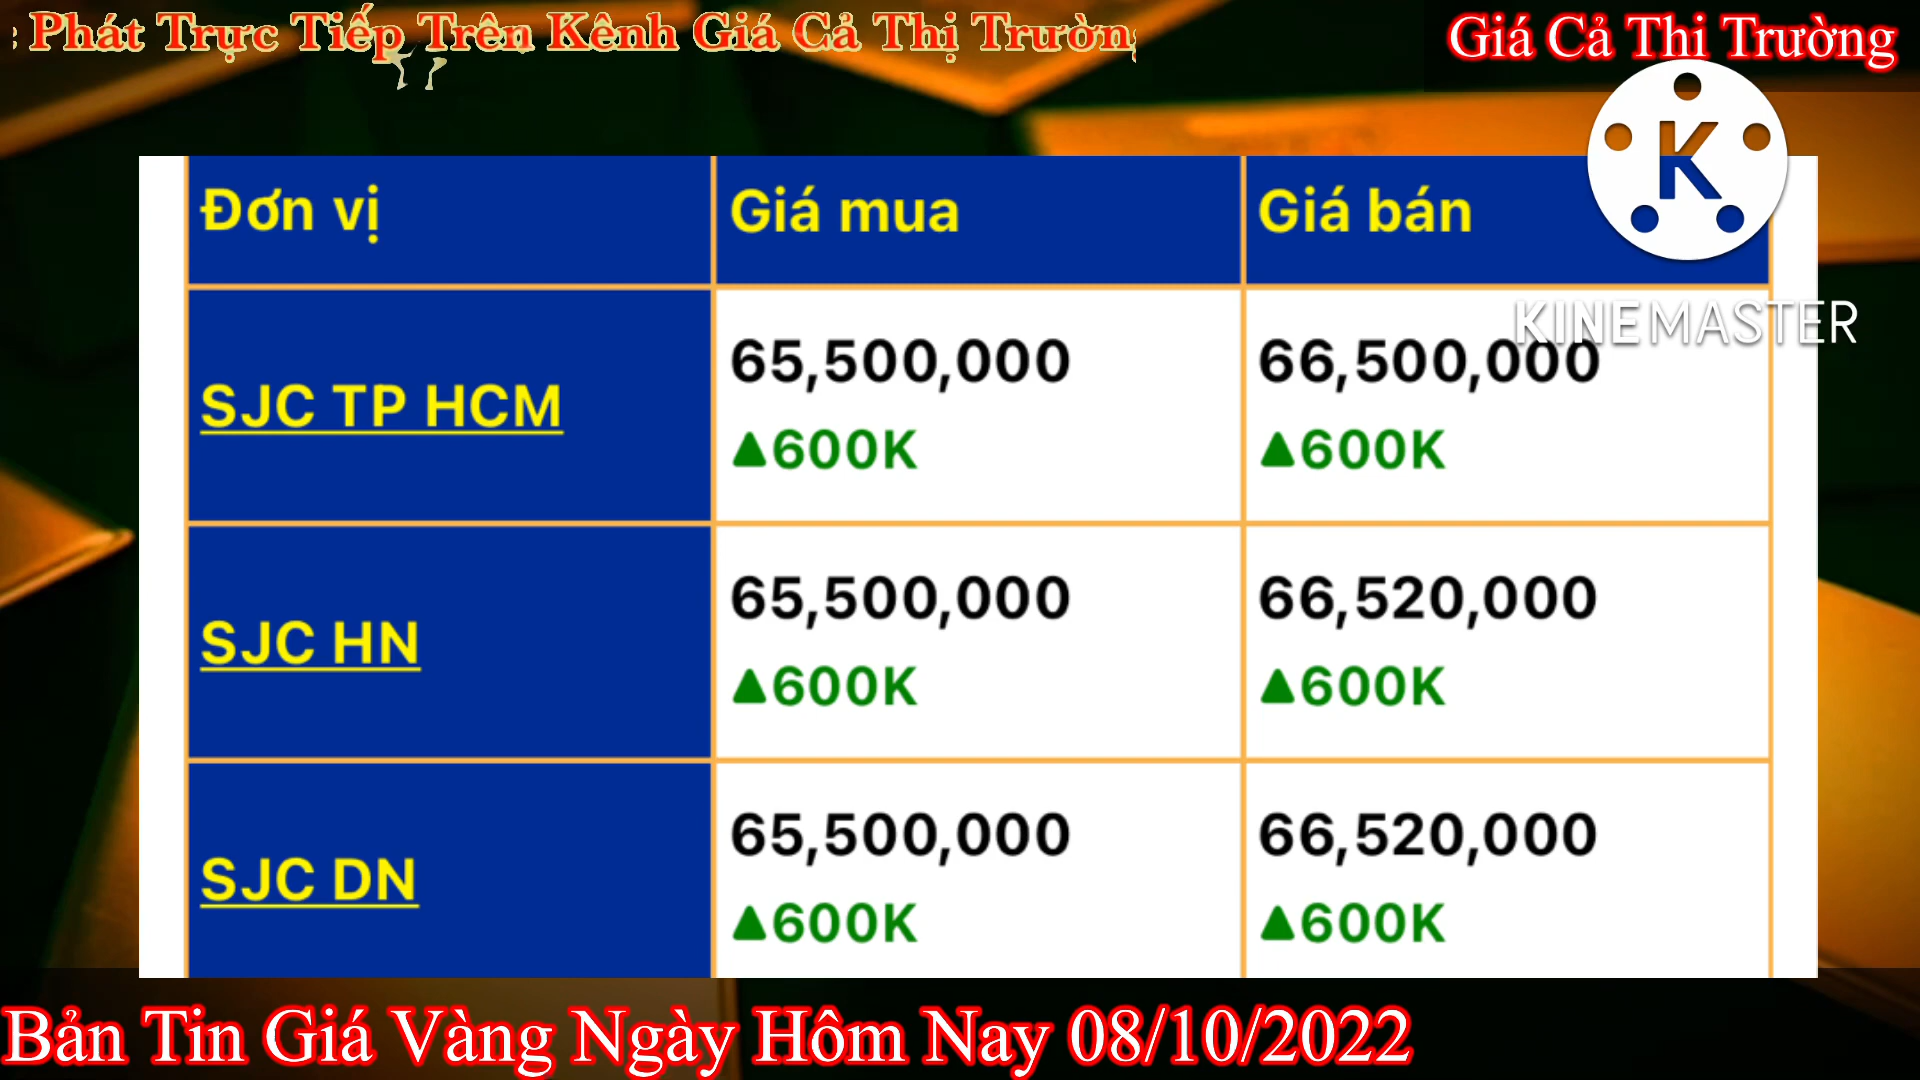 : Phát Trực Tiếp Trên Kênh Giá Cả Thị Trường
Giá Cả Thị Trường
K
KINEMASTER
Đơn vị Giá mua Giá bán
SJC TP HCM 65,500,000 66,500,000
▲600K ▲600K
SJC HN 65,500,000 66,520,000
▲600K ▲600K
SJC DN 65,500,000 66,520,000
▲600K ▲600K
Bản Tin Giá Vàng Ngày Hôm Nay 08/10/2022